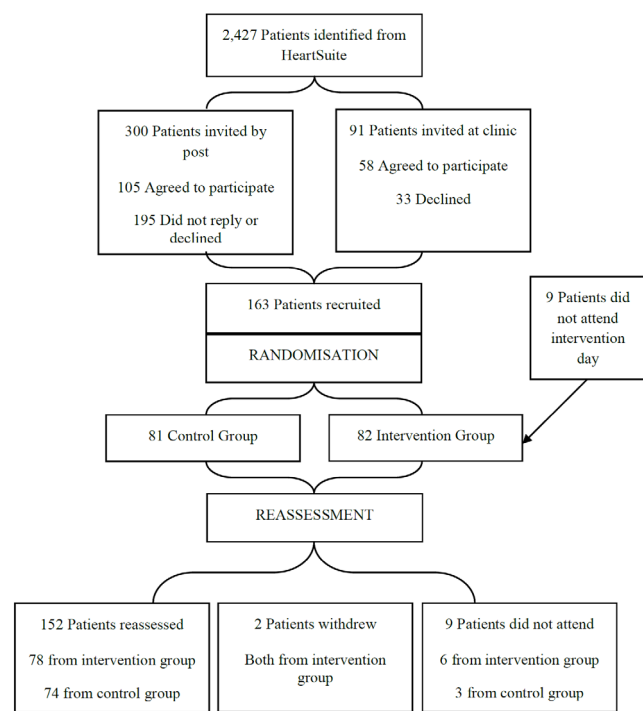 2,427 Patients identified from
HeartSuite
300 Patients invited by
post
105 Agreed to participate
195 Did not reply or
declined
91 Patients invited at clinic
58 Agreed to participate
33 Declined
163 Patients recruited
RANDOMISATION
9 Patients did
not attend
intervention
day
81 Control Group
82 Intervention Group
REASSESSMENT
152 Patients reassessed
78 from intervention group
74 from control group
2 Patients withdrew
Both from intervention
group
9 Patients did not attend
6 from intervention group
3 from control group